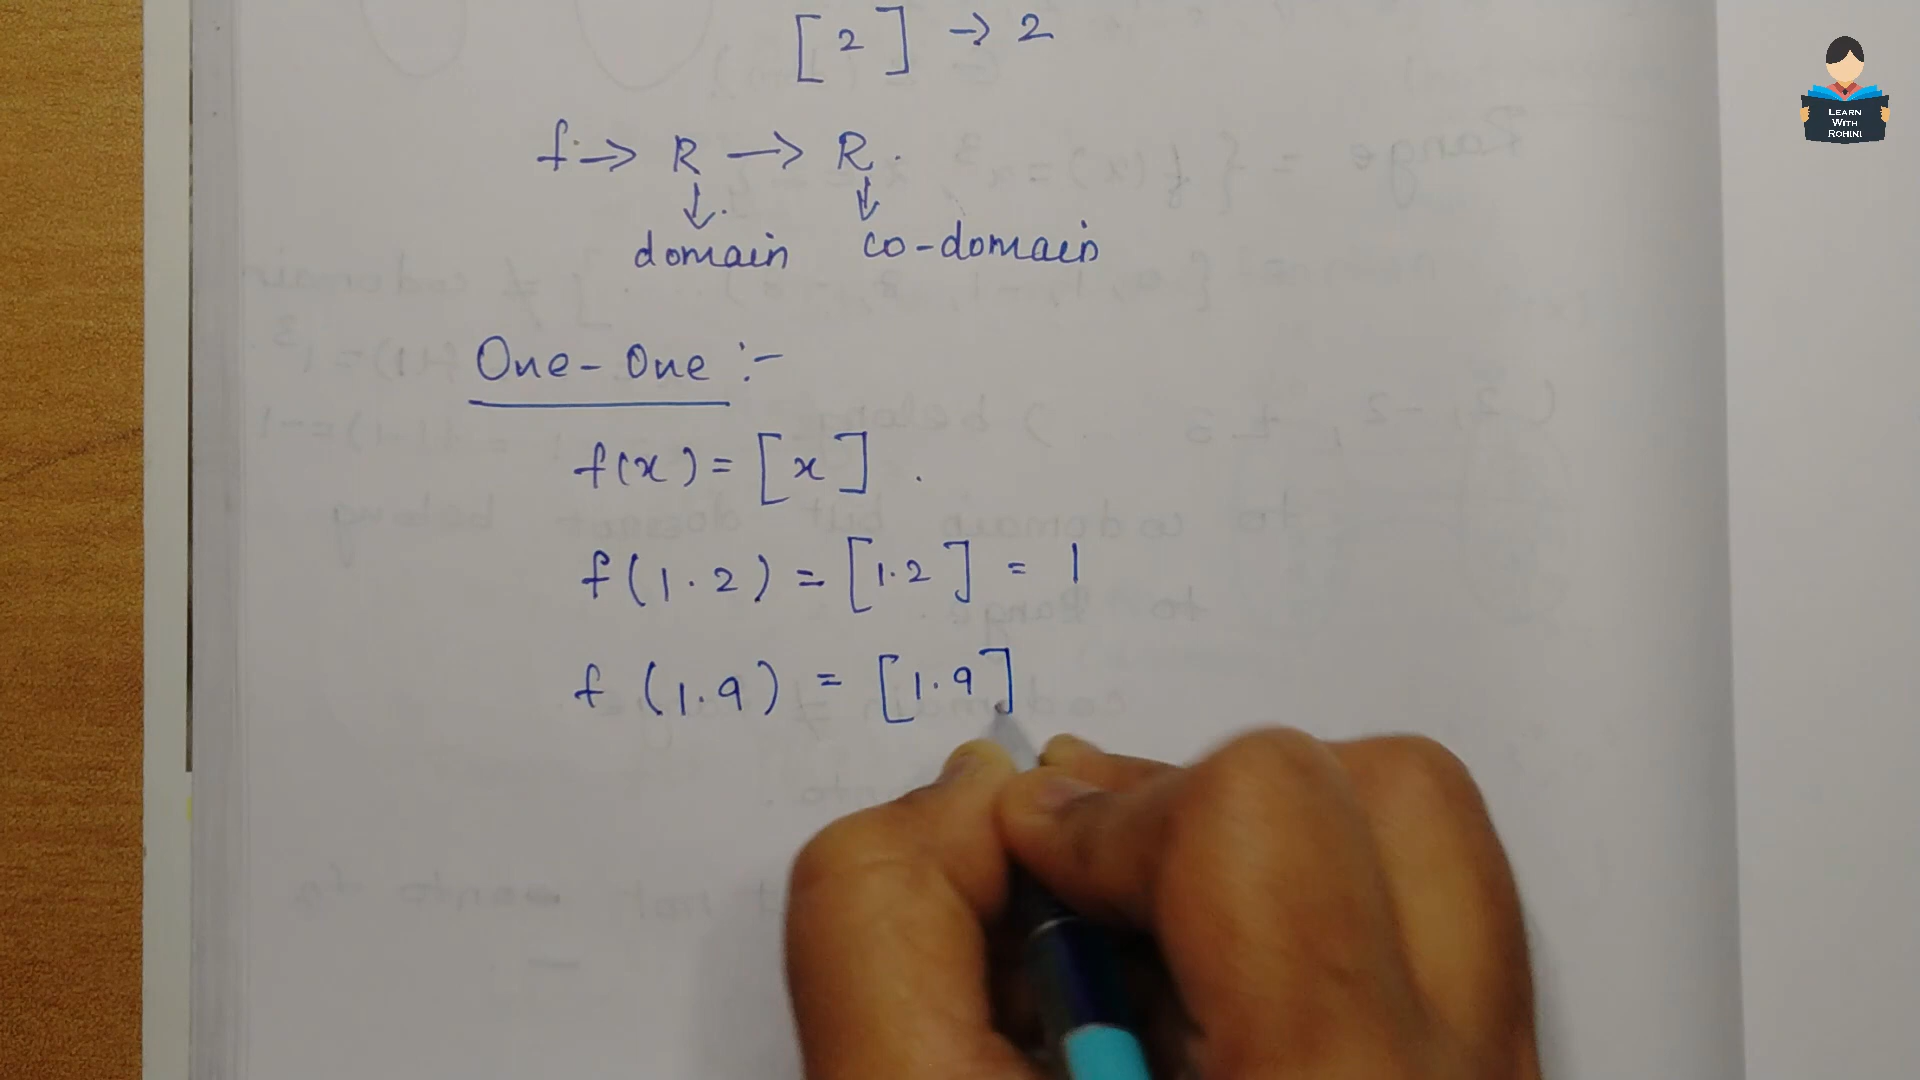 [2] → 2
f → R → R.
↓ ↓
domain co-domain
One-One :-
f(x) = [x].
f(1.2) = [1.2] = 1
f(1.9) = [1.9]
LEARN
WITH
ROHINI